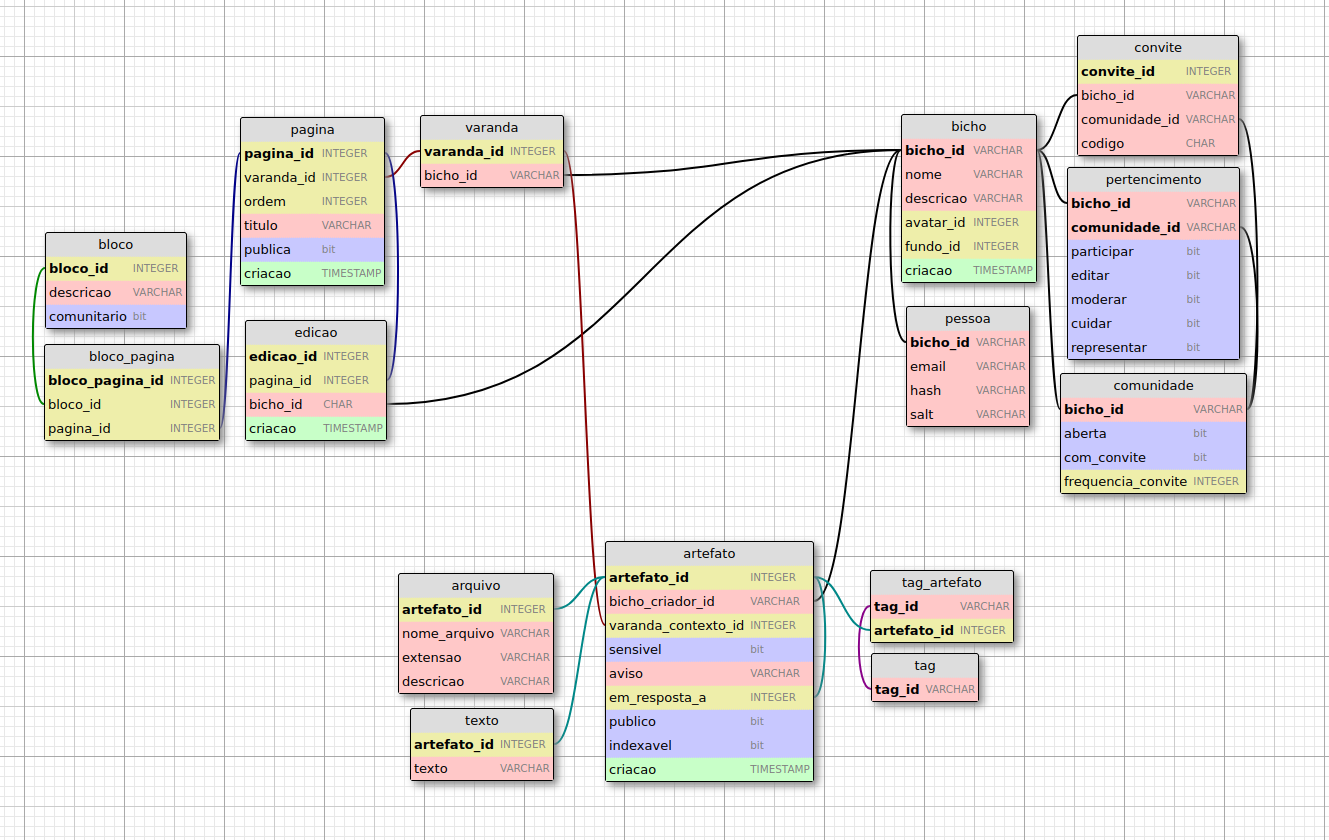 convite
convite_id INTEGER
bicho_id VARCHAR
comunidade_id VARCHAR
codigo CHAR
pagina
pagina_id INTEGER
varanda_id INTEGER
ordem INTEGER
titulo VARCHAR
publica bit
criacao TIMESTAMP
varanda
varanda_id INTEGER
bicho_id VARCHAR
bicho
bicho_id VARCHAR
nome VARCHAR
descricao VARCHAR
avatar_id INTEGER
fundo_id INTEGER
criacao TIMESTAMP
pertencimento
bicho_id VARCHAR
comunidade_id VARCHAR
participar bit
editar bit
moderar bit
cuidar bit
representar bit
bloco
bloco_id INTEGER
descricao VARCHAR
comunitario bit
bloco_pagina
bloco_pagina_id INTEGER
bloco_id INTEGER
pagina_id INTEGER
edicao
edicao_id INTEGER
pagina_id INTEGER
bicho_id CHAR
criacao TIMESTAMP
pessoa
bicho_id VARCHAR
email VARCHAR
hash VARCHAR
salt VARCHAR
comunidade
bicho_id VARCHAR
aberta bit
com_convite bit
frequencia_convite INTEGER
arquivo
artefato_id INTEGER
nome_arquivo VARCHAR
extensao VARCHAR
descricao VARCHAR
texto
artefato_id INTEGER
texto VARCHAR
artefato
artefato_id INTEGER
bicho_criador_id VARCHAR
varanda_contexto_id INTEGER
sensivel bit
aviso VARCHAR
em_resposta_a INTEGER
publico bit
indexavel bit
criacao TIMESTAMP
tag_artefato
tag_id VARCHAR
artefato_id INTEGER
tag
tag_id VARCHAR